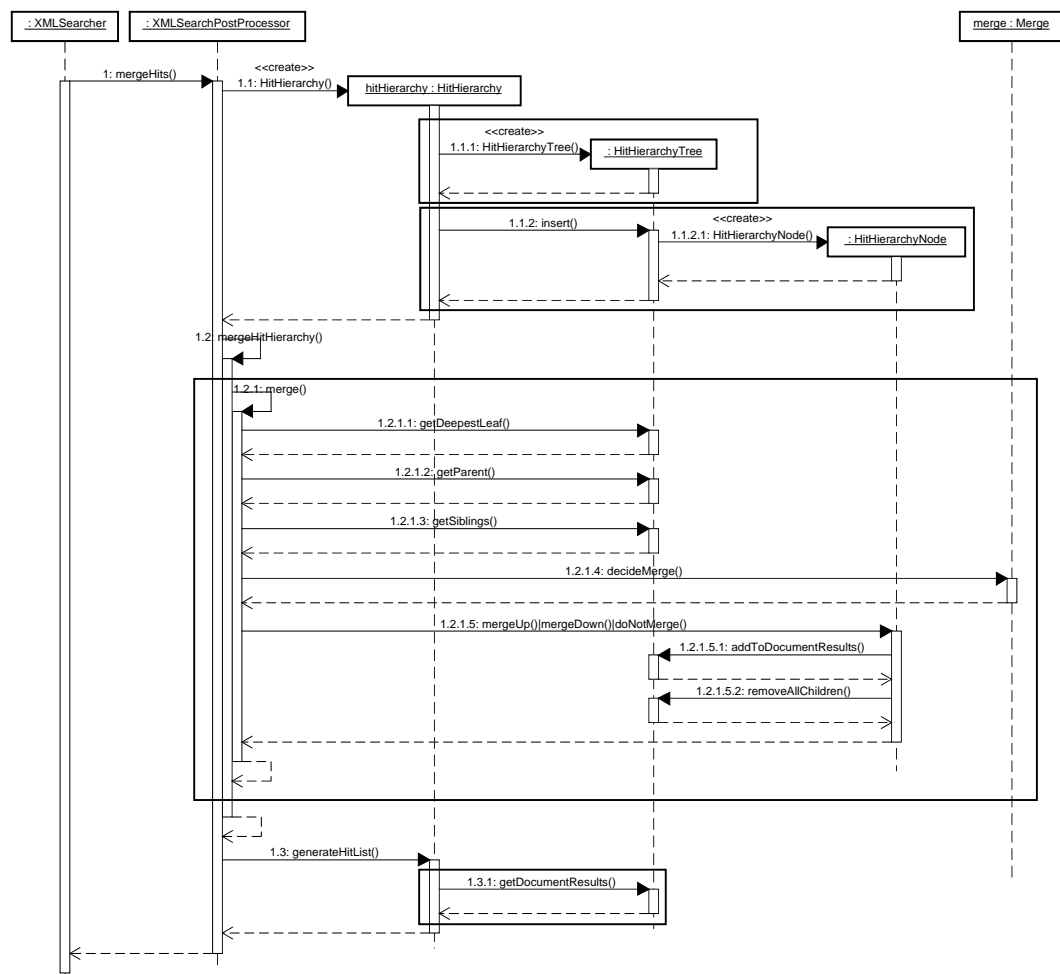 : XMLSearcher
: XMLSearchPostProcessor
merge : Merge
1: mergeHits()
<<create>>
1.1: HitHierarchy()
hitHierarchy : HitHierarchy
<<create>>
1.1.1: HitHierarchyTree()
: HitHierarchyTree
1.1.2: insert()
<<create>>
1.1.2.1: HitHierarchyNode()
: HitHierarchyNode
1.2: mergeHitHierarchy()
1.2.1: merge()
1.2.1.1: getDeepestLeaf()
1.2.1.2: getParent()
1.2.1.3: getSiblings()
1.2.1.4: decideMerge()
1.2.1.5: mergeUp()|mergeDown()|doNotMerge()
1.2.1.5.1: addToDocumentResults()
1.2.1.5.2: removeAllChildren()
1.3: generateHitList()
1.3.1: getDocumentResults()